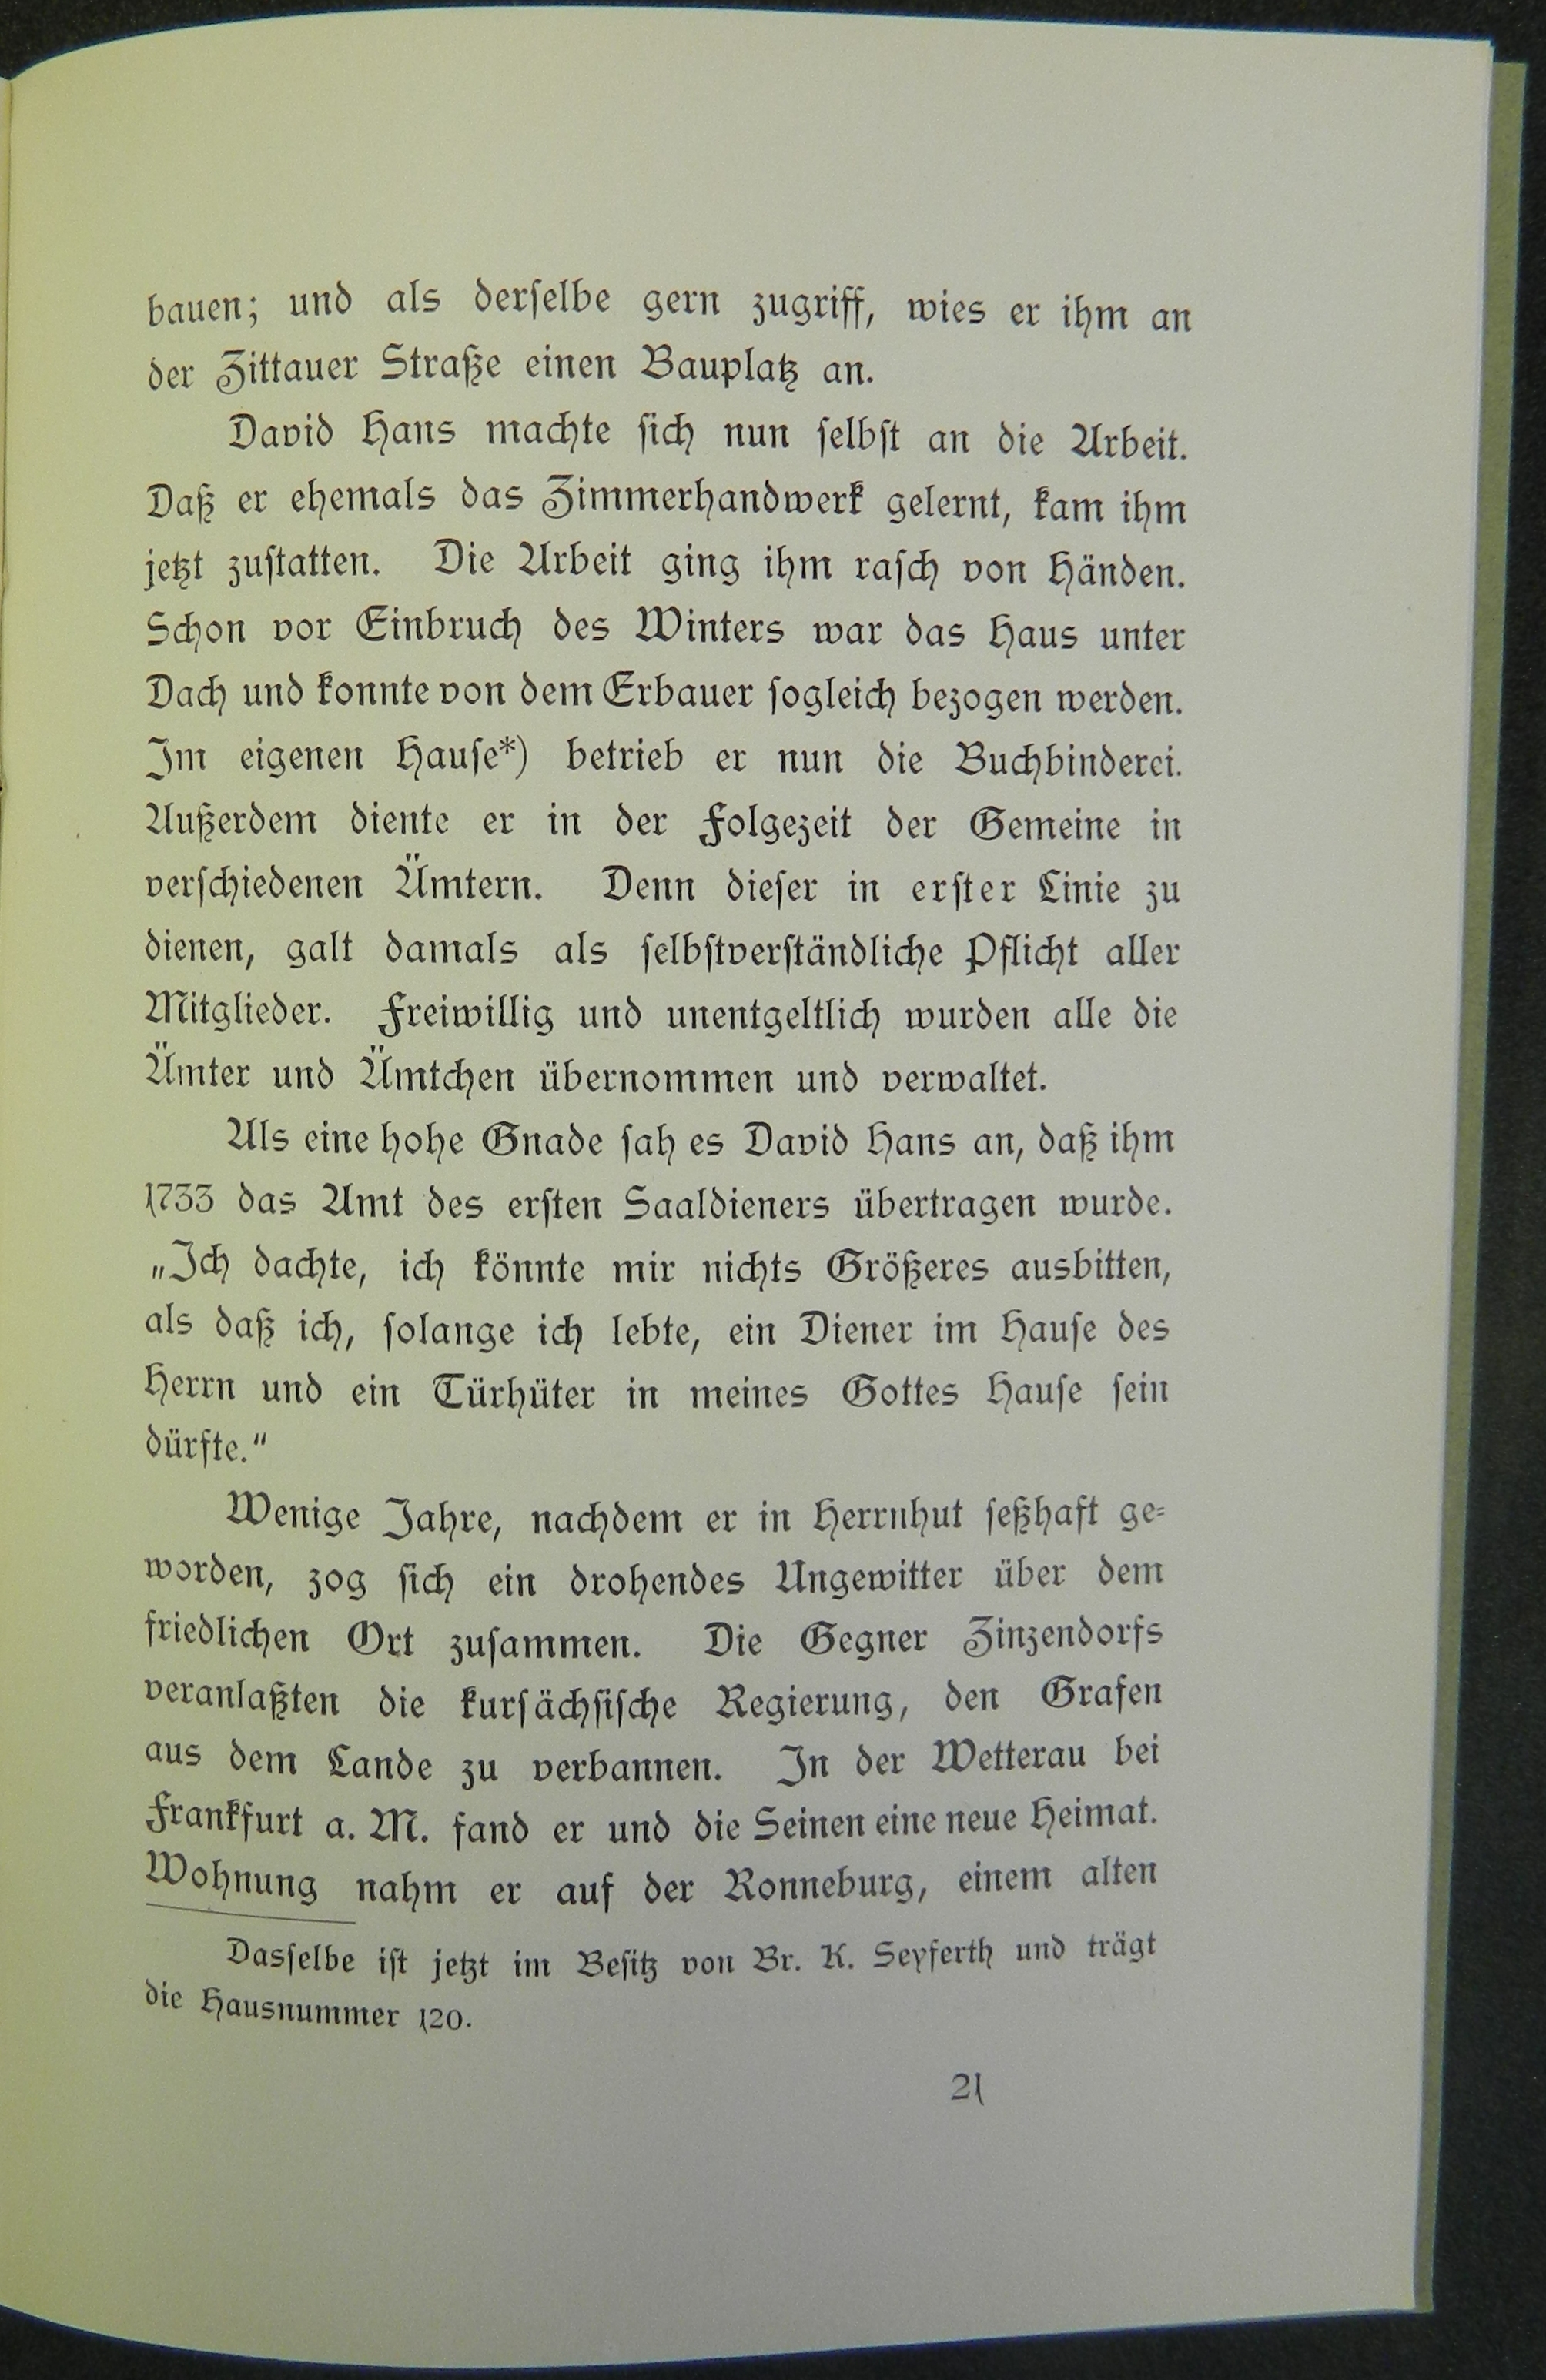 bauen; und als derſelbe gern zugriff, wies er ihm an
der Zittauer Straße einen Bauplatz an.
David Hans machte ſich nun ſelbſt an die Arbeit.
Daß er ehemals das Zimmerhandwerk gelernt, kam ihm
jetzt zuſtatten. Die Arbeit ging ihm raſch von Händen.
Schon vor Einbruch des Winters war das Haus unter
Dach und konnte von dem Erbauer ſogleich bezogen werden.
Im eigenen Hauſe*) betrieb er nun die Buchbinderei.
Außerdem diente er in der Folgezeit der Gemeine in
verſchiedenen Ämtern. Denn dieſer in erſter Linie zu
dienen, galt damals als ſelbſtverſtändliche Pflicht aller
Mitglieder. Freiwillig und unentgeltlich wurden alle die
Ämter und Ämtchen übernommen und verwaltet.
Als eine hohe Gnade ſah es David Hans an, daß ihm
1733 das Amt des erſten Saaldieners übertragen wurde.
„Ich dachte, ich könnte mir nichts Größeres ausbitten,
als daß ich, ſolange ich lebte, ein Diener im Hauſe des
Herrn und ein Türhüter in meines Gottes Hauſe ſein
dürfte.“
Wenige Jahre, nachdem er in Herrnhut ſeßhaft ge-
worden, zog ſich ein drohendes Ungewitter über dem
friedlichen Ort zuſammen. Die Gegner Zinzendorfs
veranlaßten die kurſächſiſche Regierung, den Grafen
aus dem Lande zu verbannen. In der Wetterau bei
Frankfurt a. M. fand er und die Seinen eine neue Heimat.
Wohnung nahm er auf der Ronneburg, einem alten
Dasſelbe iſt jetzt im Beſitz von Br. K. Seyferth und trägt
die Hausnummer 120.
21